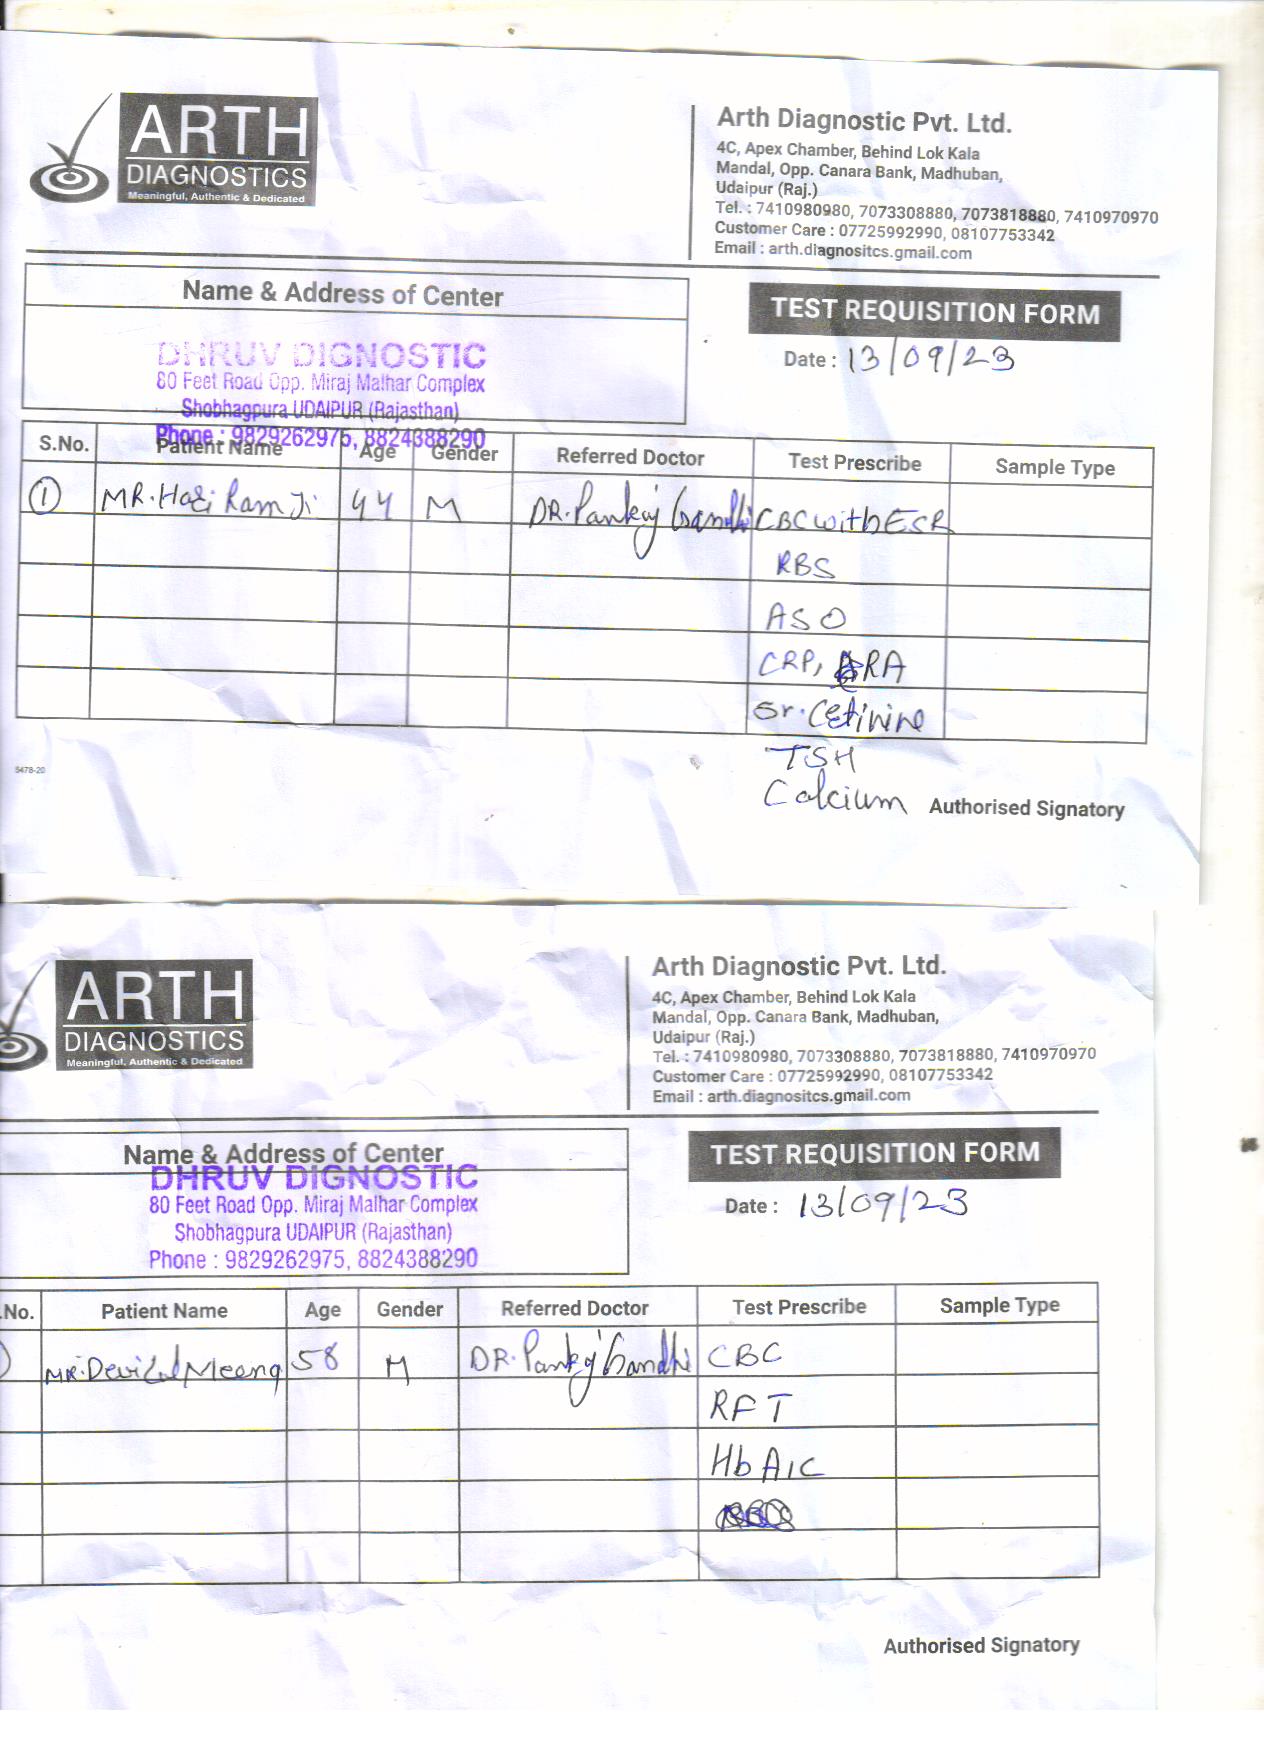 ARTH
DIAGNOSTICS
Meaningful, Authentic & Dedicated
Arth Diagnostic Pvt. Ltd.
4C, Apex Chamber, Behind Lok Kala
Mandal, Opp. Canara Bank, Madhuban,
Udaipur (Raj.)
Tel. : 7410980980, 7073308880, 7073818880, 7410970970
Customer Care : 07725992990, 08107753342
Email : arth.diagnositcs.gmail.com
Name & Address of Center
TEST REQUISITION FORM
DHRUV DIGNOSTIC
80 Feet Road Opp. Miraj Malhar Complex
Shobhagpura UDAIPUR (Rajasthan)
Phone : 9829262975, 8824388290
Date : 13/09/23
S.No. Patient Name Age Gender Referred Doctor Test Prescribe Sample Type
1 MR. Hari Ram Ji 44 M DR. Pankaj Gandhi CBC with ESR
RBS
ASO
CRP, RA
Sr. Cetinine
TSH
Calcium
5478-20
Authorised Signatory
ARTH
DIAGNOSTICS
Meaningful, Authentic & Dedicated
Arth Diagnostic Pvt. Ltd.
4C, Apex Chamber, Behind Lok Kala
Mandal, Opp. Canara Bank, Madhuban,
Udaipur (Raj.)
Tel. : 7410980980, 7073308880, 7073818880, 7410970970
Customer Care : 07725992990, 08107753342
Email : arth.diagnositcs.gmail.com
Name & Address of Center
TEST REQUISITION FORM
DHRUV DIGNOSTIC
80 Feet Road Opp. Miraj Malhar Complex
Shobhagpura UDAIPUR (Rajasthan)
Phone : 9829262975, 8824388290
Date : 13/09/23
.No. Patient Name Age Gender Referred Doctor Test Prescribe Sample Type
MR. Devilal Meena 58 M DR. Pankaj Gandhi CBC
RFT
HbA1C
Authorised Signatory